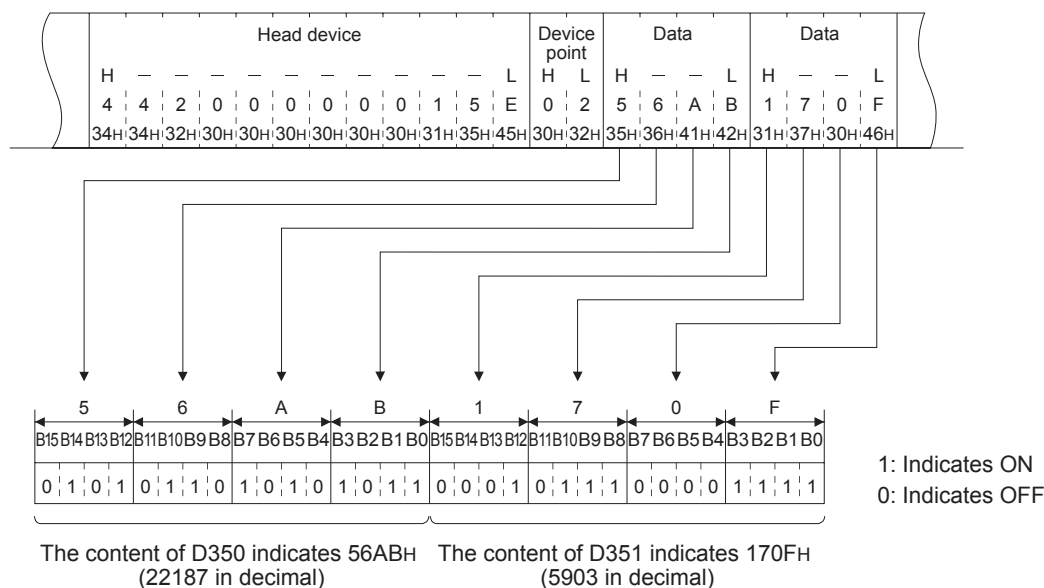 Head device Device point Data Data
H – – – – – – – – – – L H L H – – L H – – L
4 4 2 0 0 0 0 0 0 1 5 E 0 2 5 6 A B 1 7 0 F
34H 34H 32H 30H 30H 30H 30H 30H 30H 31H 35H 45H 30H 32H 35H 36H 41H 42H 31H 37H 30H 46H
5 6 A B 1 7 0 F
B15 B14 B13 B12 B11 B10 B9 B8 B7 B6 B5 B4 B3 B2 B1 B0 B15 B14 B13 B12 B11 B10 B9 B8 B7 B6 B5 B4 B3 B2 B1 B0
0 1 0 1 0 1 1 0 1 0 1 0 1 0 1 1 0 0 0 1 0 1 1 1 0 0 0 0 1 1 1 1
1: Indicates ON
0: Indicates OFF
The content of D350 indicates 56ABH
(22187 in decimal)
The content of D351 indicates 170FH
(5903 in decimal)